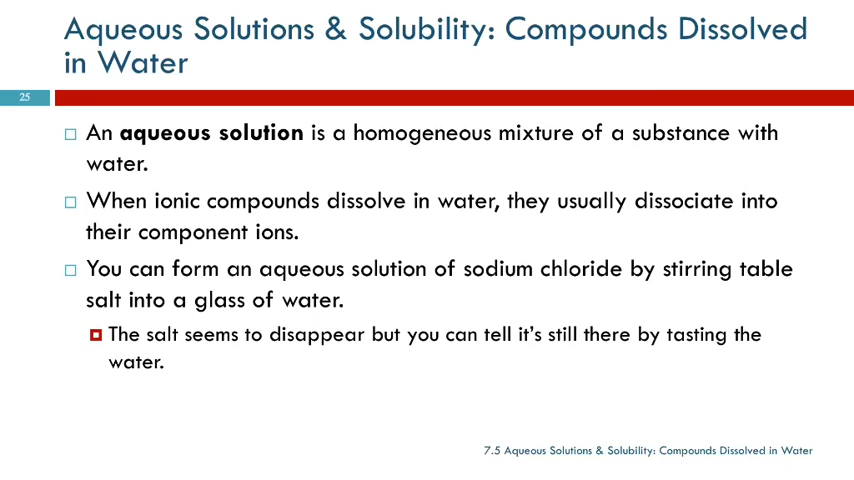 Aqueous Solutions & Solubility: Compounds Dissolved
in Water
25
An aqueous solution is a homogeneous mixture of a substance with
water.
When ionic compounds dissolve in water, they usually dissociate into
their component ions.
You can form an aqueous solution of sodium chloride by stirring table
salt into a glass of water.
The salt seems to disappear but you can tell it's still there by tasting the
water.
7.5 Aqueous Solutions & Solubility: Compounds Dissolved in Water